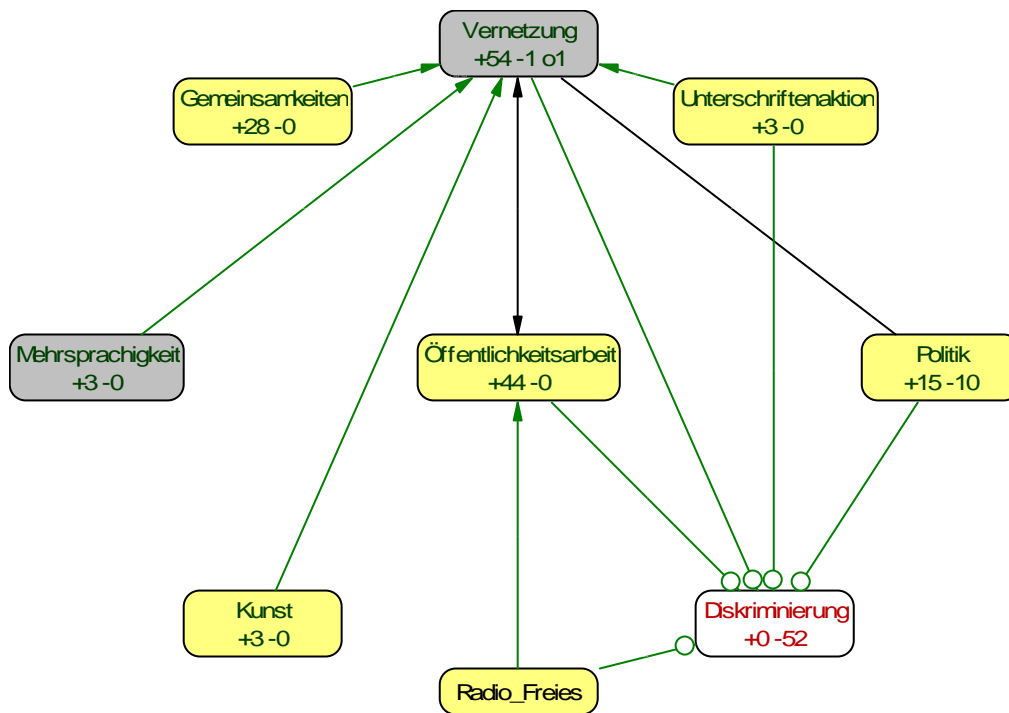 Vernetzung
+54 -1 o1
Gemeinsamkeiten
+28 -0
Unterschriftenaktion
+3 -0
Mehrsprachigkeit
+3 -0
Öffentlichkeitsarbeit
+44 -0
Politik
+15 -10
Kunst
+3 -0
Diskriminierung
+0 -52
Radio_Freies